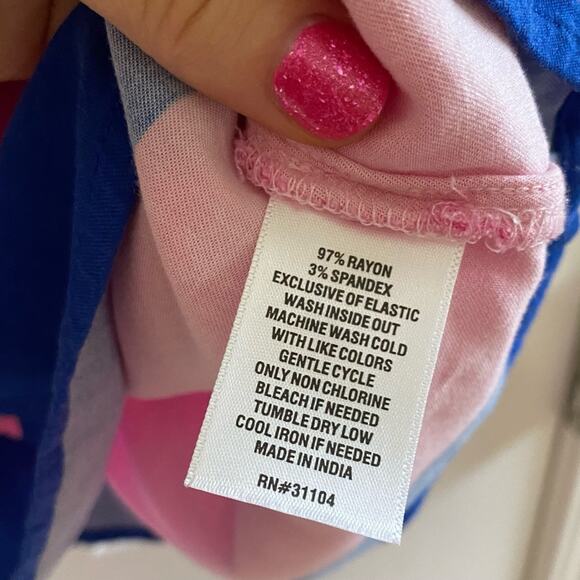 97% RAYON
3% SPANDEX
EXCLUSIVE OF ELASTIC
WASH INSIDE OUT
MACHINE WASH COLD
WITH LIKE COLORS
GENTLE CYCLE
ONLY NON CHLORINE
BLEACH IF NEEDED
TUMBLE DRY LOW
COOL IRON IF NEEDED
MADE IN INDIA
RN#31104